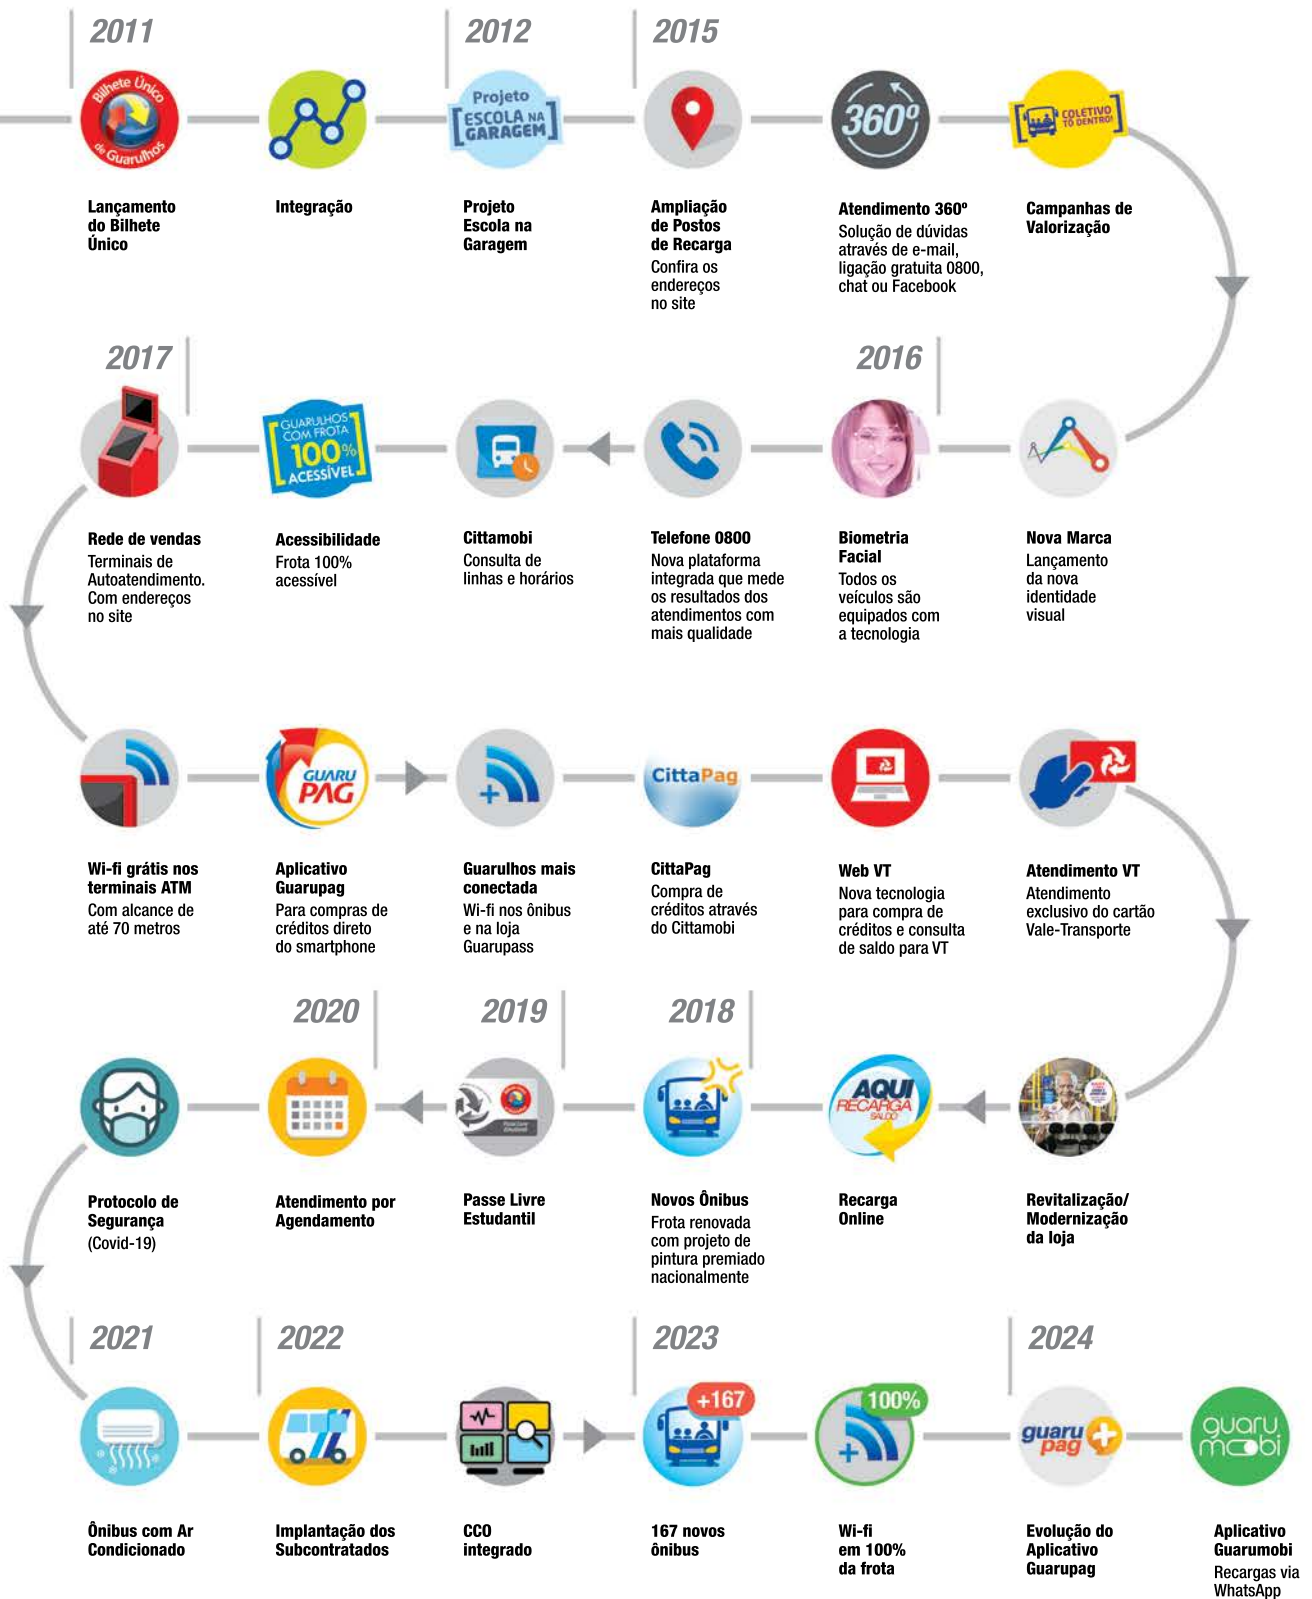 2011
2012
2015
Bilhete Único
de Guarulhos
Projeto
ESCOLA NA
GARAGEM
360º
COLETIVO
TÔ DENTRO!
Lançamento
do Bilhete
Único
Integração
Projeto
Escola na
Garagem
Ampliação
de Postos
de Recarga
Confira os
endereços
no site
Atendimento 360º
Solução de dúvidas
através de e-mail,
ligação gratuita 0800,
chat ou Facebook
Campanhas de
Valorização
2017
2016
GUARULHOS
COM FROTA
100%
ACESSÍVEL
Rede de vendas
Terminais de
Autoatendimento.
Com endereços
no site
Acessibilidade
Frota 100%
acessível
Cittamobi
Consulta de
linhas e horários
Telefone 0800
Nova plataforma
integrada que mede
os resultados dos
atendimentos com
mais qualidade
Biometria
Facial
Todos os
veículos são
equipados com
a tecnologia
Nova Marca
Lançamento
da nova
identidade
visual
GUARU
PAG
CittaPag
Wi-fi grátis nos
terminais ATM
Com alcance de
até 70 metros
Aplicativo
Guarupag
Para compras de
créditos direto
do smartphone
Guarulhos mais
conectada
Wi-fi nos ônibus
e na loja
Guarupass
CittaPag
Compra de
créditos através
do Cittamobi
Web VT
Nova tecnologia
para compra de
créditos e consulta
de saldo para VT
Atendimento VT
Atendimento
exclusivo do cartão
Vale-Transporte
2020
2019
2018
AQUI
RECARGA
SALDO
Protocolo de
Segurança
(Covid-19)
Atendimento por
Agendamento
Passe Livre
Estudantil
Novos Ônibus
Frota renovada
com projeto de
pintura premiado
nacionalmente
Recarga
Online
Revitalização/
Modernização
da loja
2021
2022
2023
2024
+167
100%
guaru
pag
guaru
mobi
Ônibus com Ar
Condicionado
Implantação dos
Subcontratados
CCO
integrado
167 novos
ônibus
Wi-fi
em 100%
da frota
Evolução do
Aplicativo
Guarupag
Aplicativo
Guarumobi
Recargas via
WhatsApp